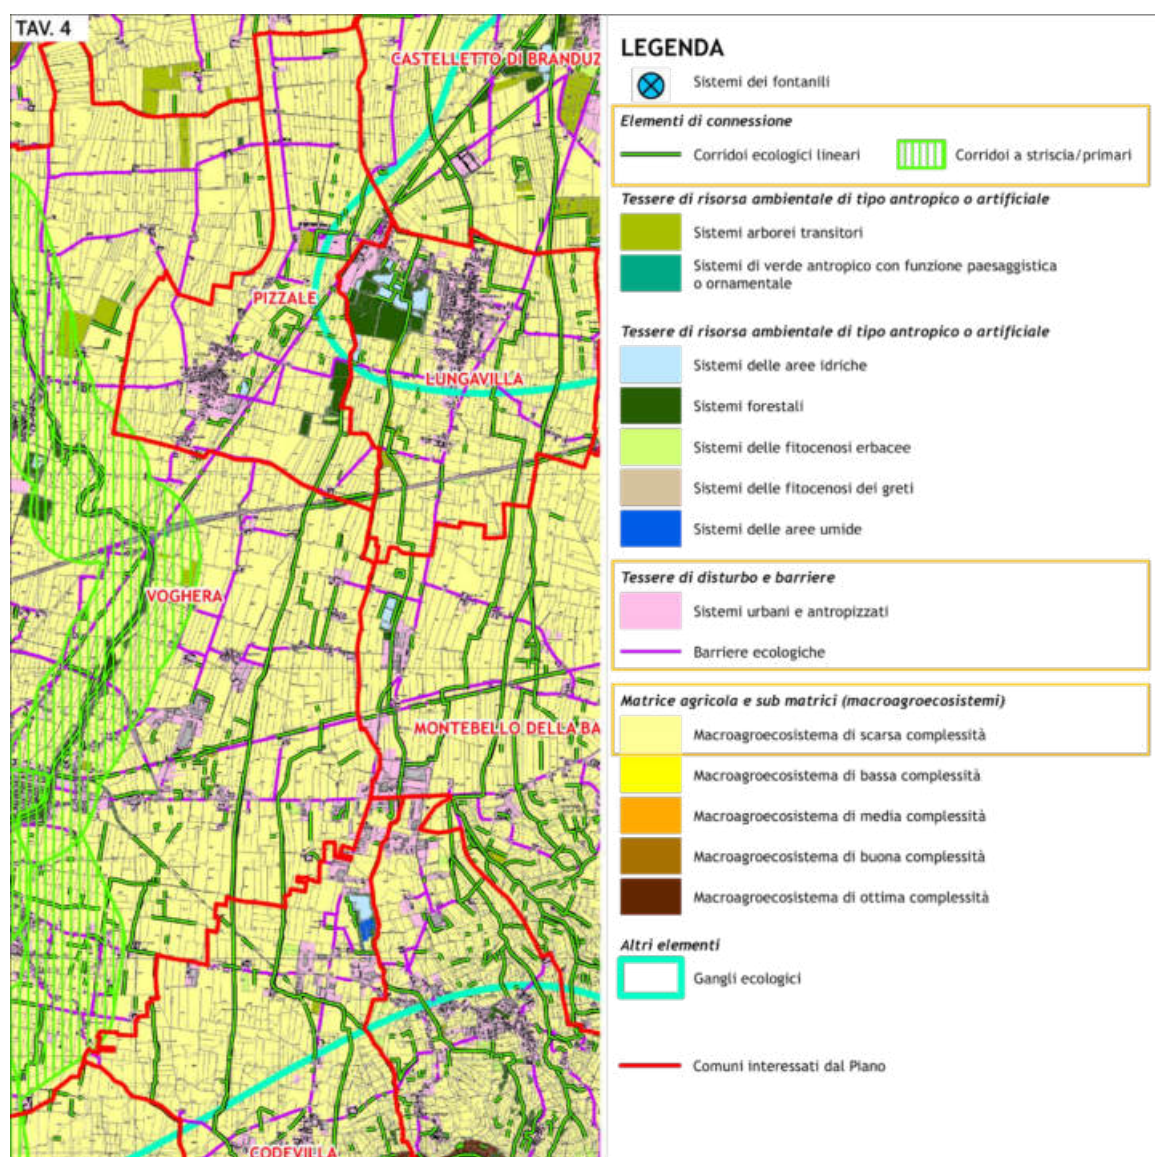 TAV. 4
CASTELLETTO DI BRANDUZ
PIZZALE
LUNGAVILLA
VOGHERA
MONTEBELLO DELLA BA
CODEVILLA
LEGENDA
Sistemi dei fontanili
Elementi di connessione
Corridoi ecologici lineari
Corridoi a striscia/primari
Tessere di risorsa ambientale di tipo antropico o artificiale
Sistemi arborei transitori
Sistemi di verde antropico con funzione paesaggistica
o ornamentale
Tessere di risorsa ambientale di tipo antropico o artificiale
Sistemi delle aree idriche
Sistemi forestali
Sistemi delle fitocenosi erbacee
Sistemi delle fitocenosi dei greti
Sistemi delle aree umide
Tessere di disturbo e barriere
Sistemi urbani e antropizzati
Barriere ecologiche
Matrice agricola e sub matrici (macroagroecosistemi)
Macroagroecosistema di scarsa complessità
Macroagroecosistema di bassa complessità
Macroagroecosistema di media complessità
Macroagroecosistema di buona complessità
Macroagroecosistema di ottima complessità
Altri elementi
Gangli ecologici
Comuni interessati dal Piano